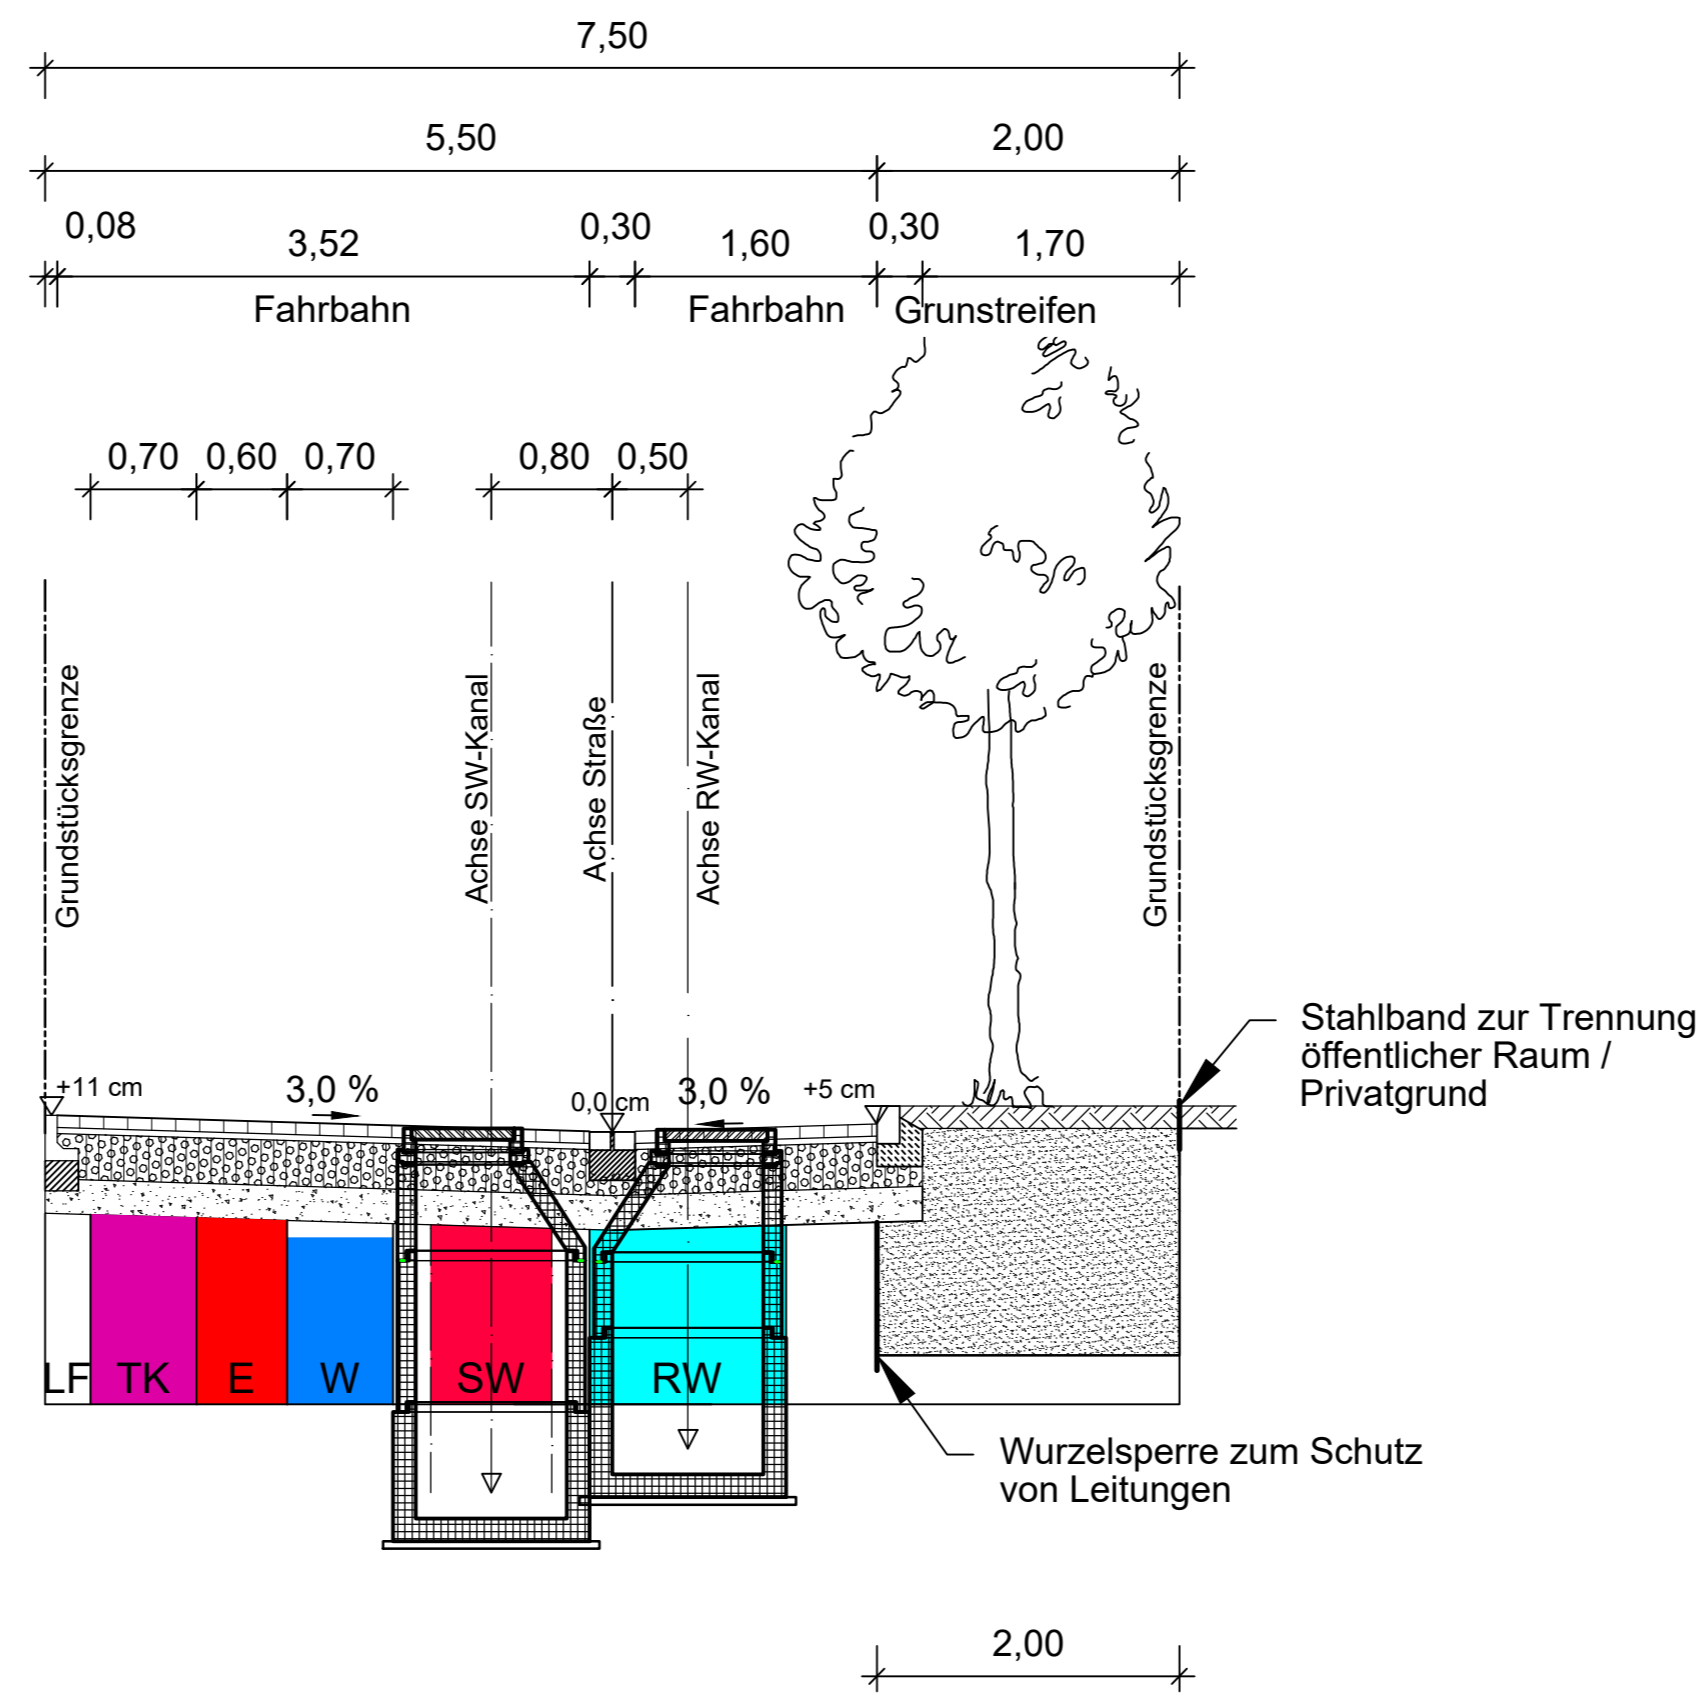 7,50
5,50 2,00
0,08 3,52 0,30 1,60 0,30 1,70
Fahrbahn Fahrbahn Grunstreifen
0,70 0,60 0,70 0,80 0,50
Grundstücksgrenze
Achse SW-Kanal
Achse Straße
Achse RW-Kanal
Grundstücksgrenze
Stahlband zur Trennung
öffentlicher Raum /
Privatgrund
+11 cm 3,0 % 0,0 cm 3,0 % +5 cm
LF TK E W SW RW
Wurzelsperre zum Schutz
von Leitungen
2,00